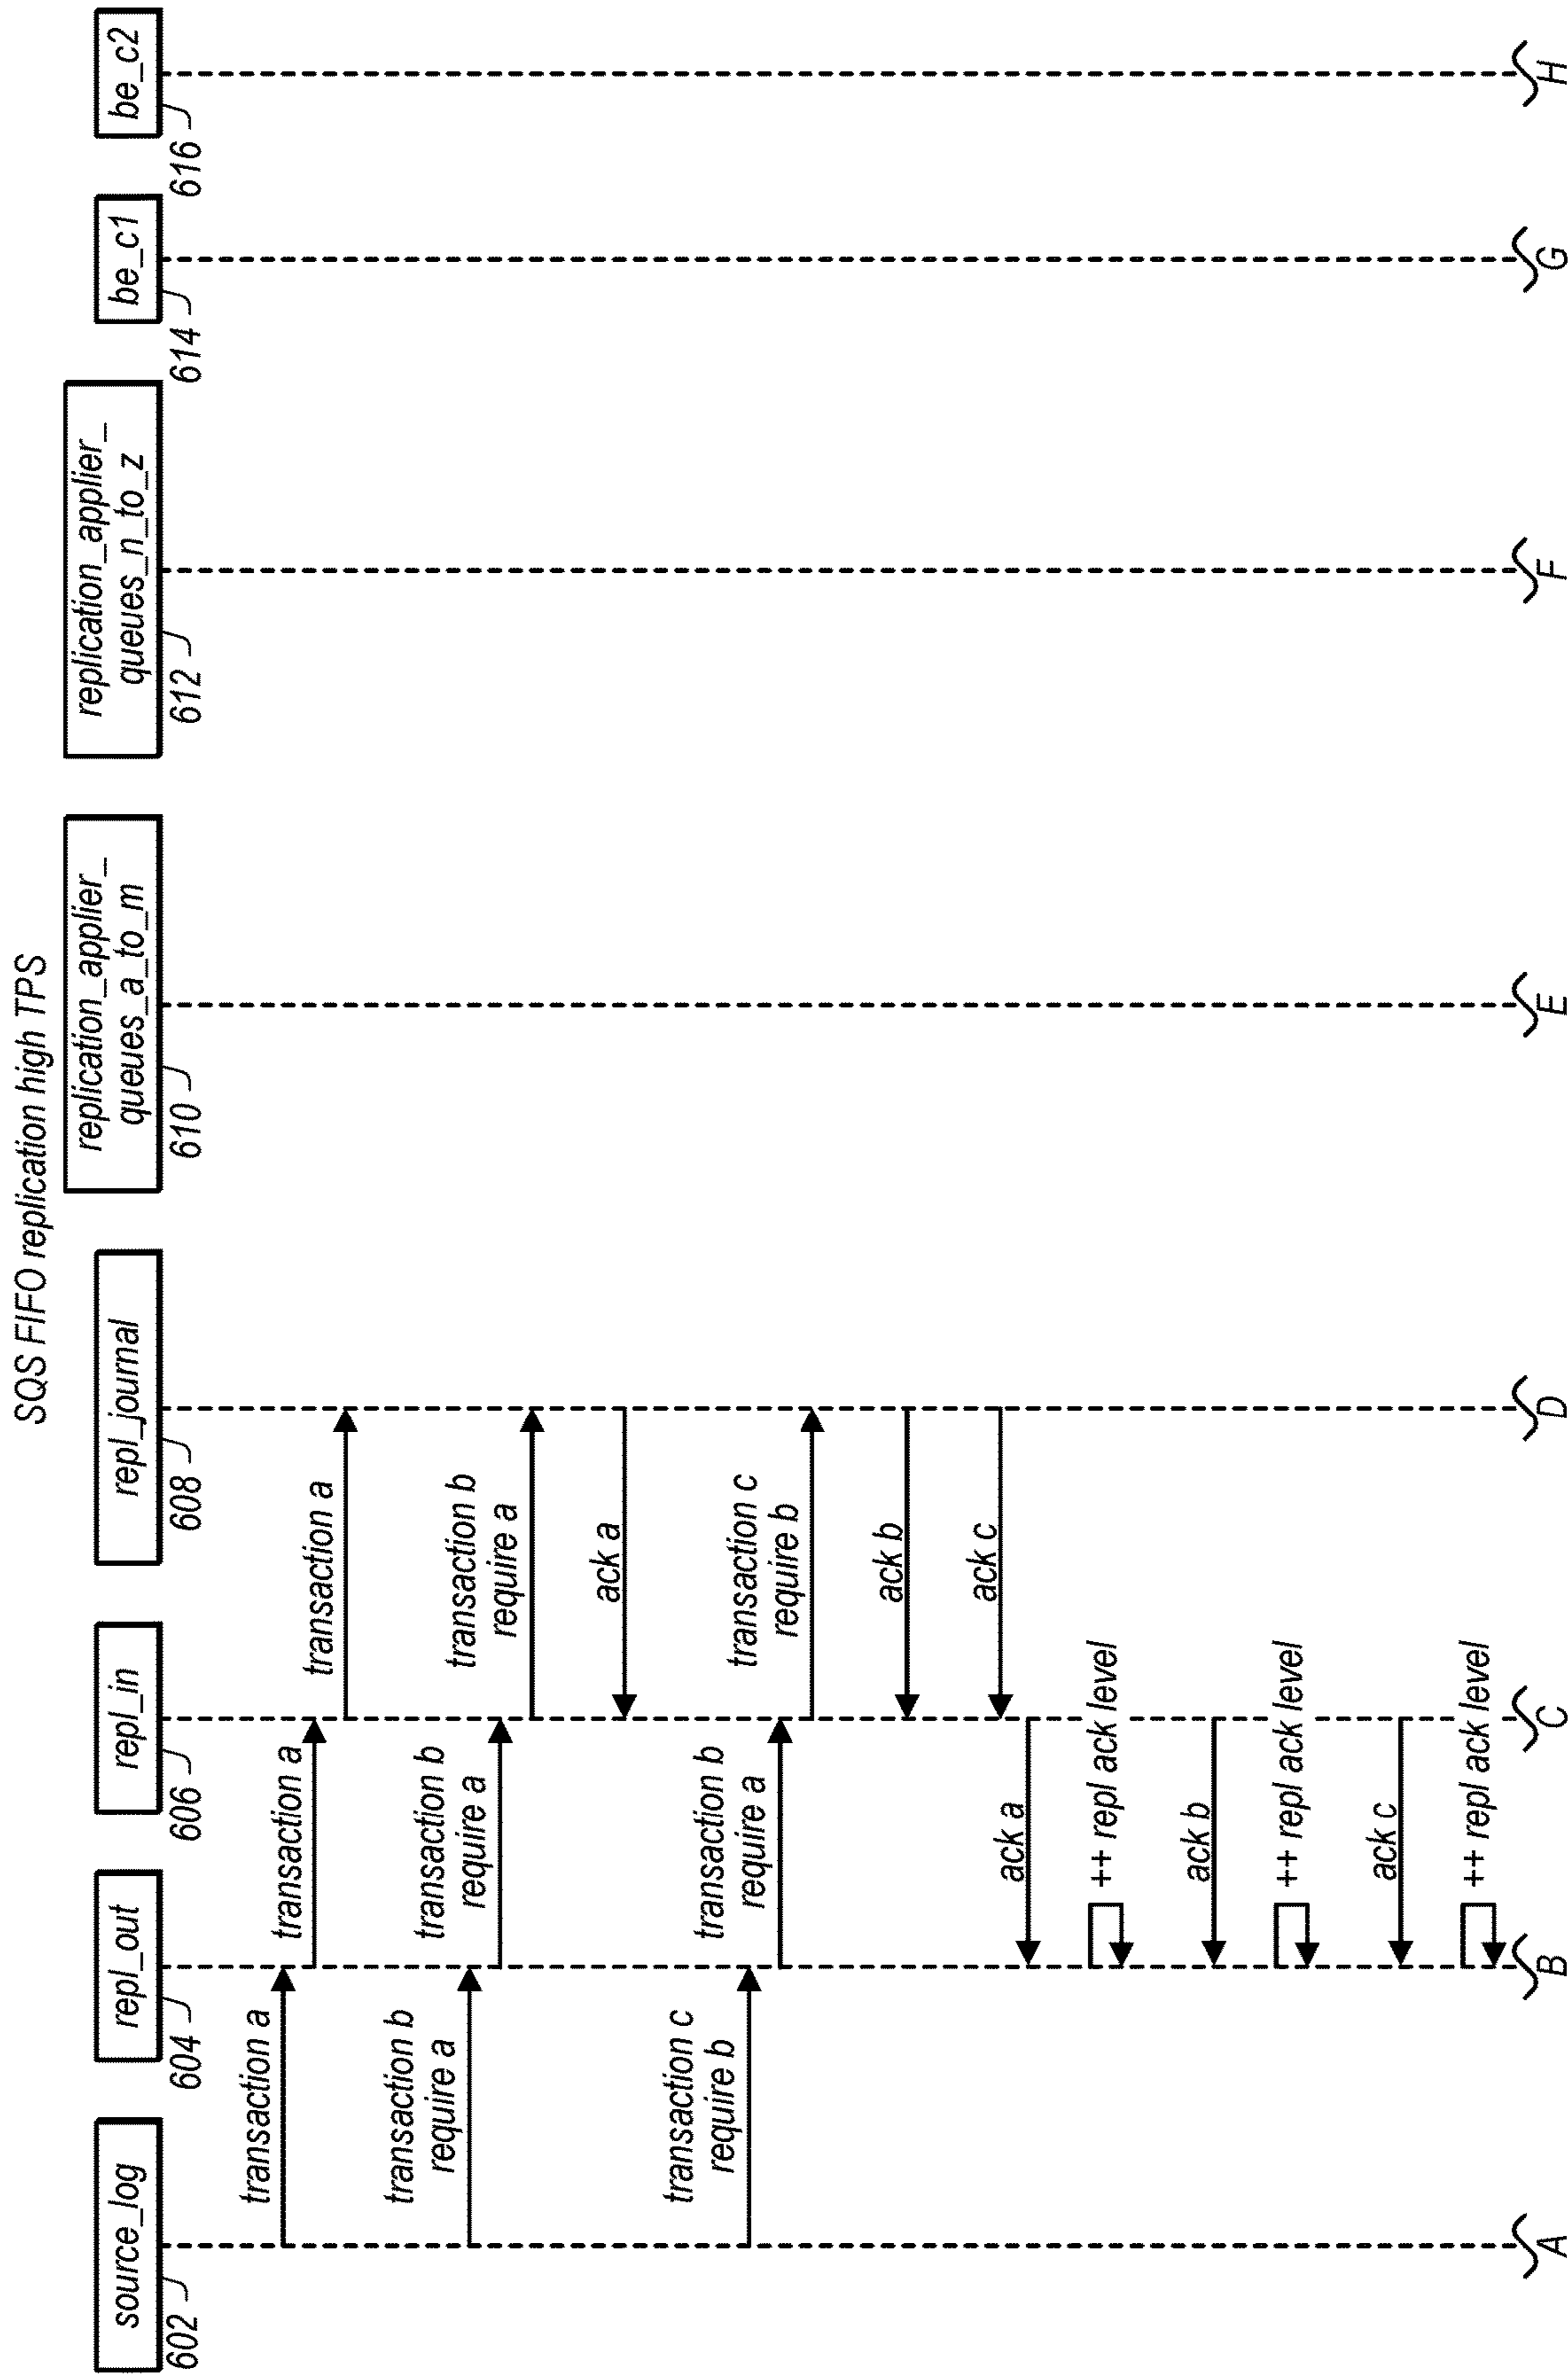 SQS FIFO replication high TPS
source_log
602
repl_out
604
repl_in
606
repl_journal
608
replication_applier_
queues_a_to_m
610
replication_applier_
queues_n_to_z
612
be_c1
614
be_c2
616
transaction a
transaction a
transaction a
transaction b
require a
transaction b
require a
transaction b
require a
ack a
transaction c
require b
transaction b
require a
transaction c
require b
ack b
ack c
ack a
++ repl ack level
ack b
++ repl ack level
ack c
++ repl ack level
A
B
C
D
E
F
G
H